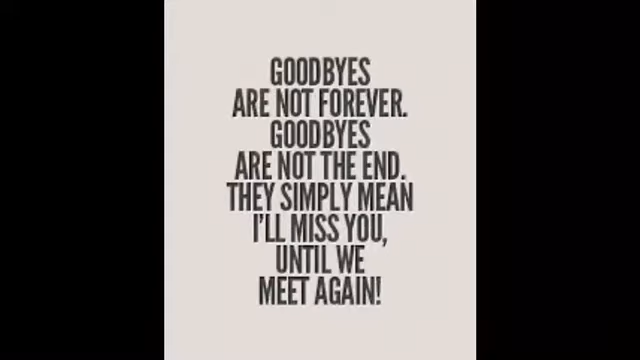 GOODBYES
ARE NOT FOREVER.
GOODBYES
ARE NOT THE END.
THEY SIMPLY MEAN
I'LL MISS YOU,
UNTIL WE
MEET AGAIN!